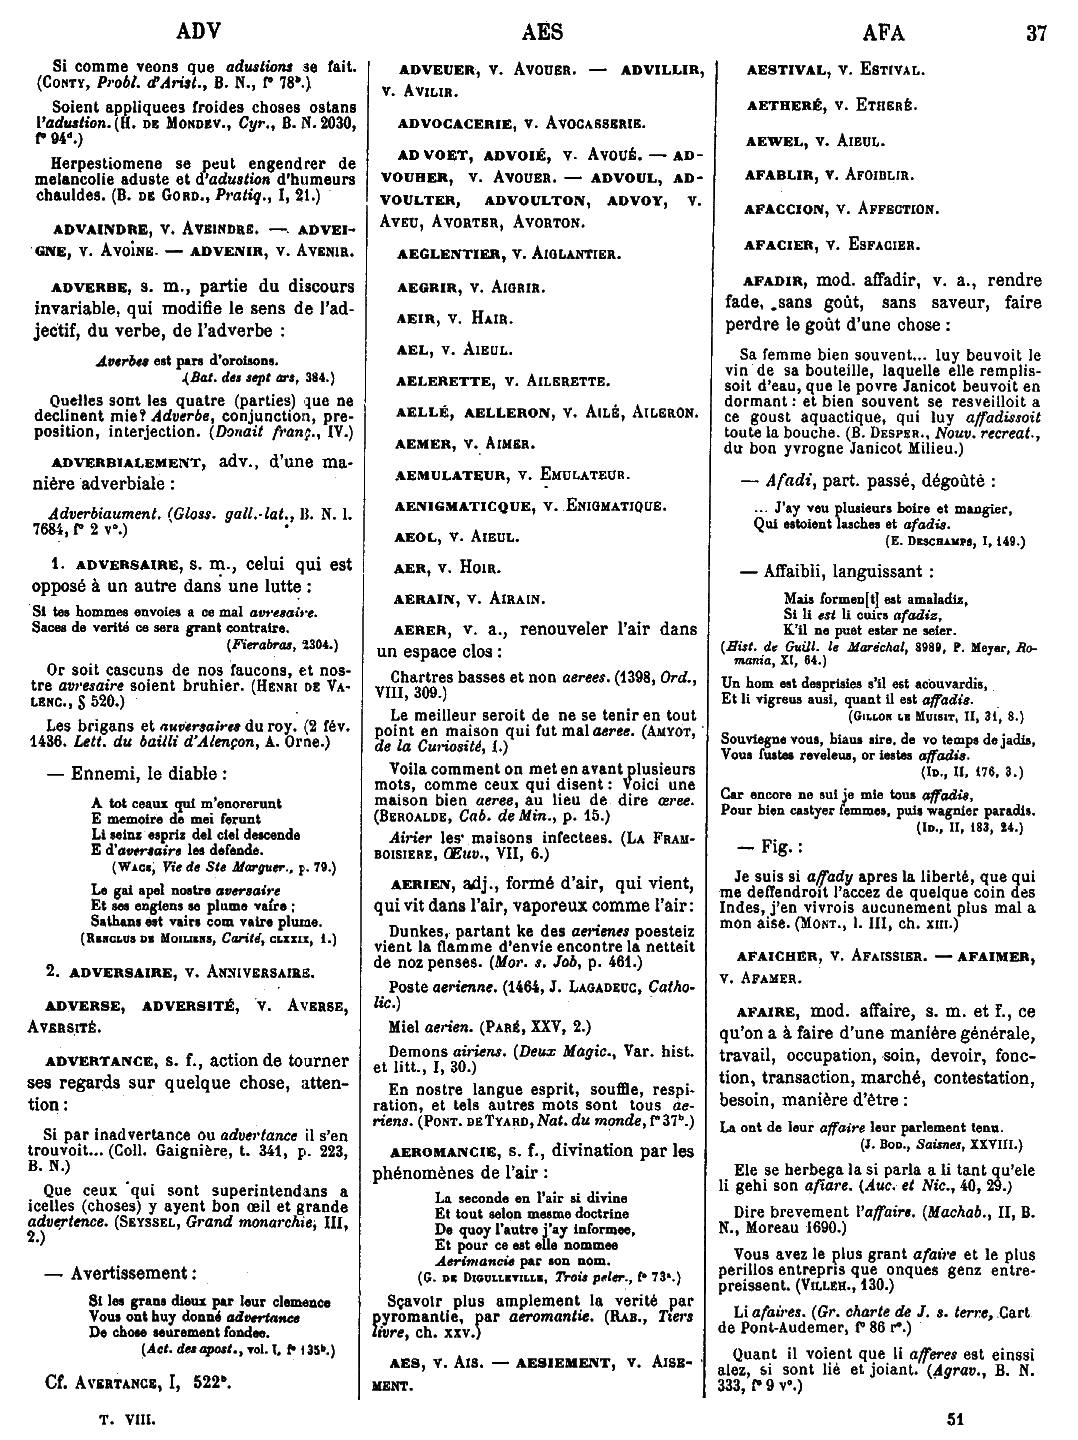 ADV
AES
AFA
37
Si comme veons que adustions se fait.
(CONTY, Probl. d'Arist., B. N., f° 78b.)
Soient appliquees froides choses ostans
l'adustion. (H. DE MONDEV., Cyr., B. N. 2030,
f° 94d.)
Herpestiomene se peut engendrer de
melancolie aduste et d'adustion d'humeurs
chauldes. (B. DE GORD., Pratiq., I, 21.)
ADVAINDRE, V. AVEINDRE. — ADVEI-
GNE, V. AVOINE. — ADVENIR, V. AVENIR.
ADVERBE, s. m., partie du discours
invariable, qui modifie le sens de l'ad-
jectif, du verbe, de l'adverbe :
Averbes est pars d'oroisons.
(Bat. des sept ars, 384.)
Quelles sont les quatre (parties) que ne
declinent mie? Adverbe, conjunction, pre-
position, interjection. (Donait franç., IV.)
ADVERBIALEMENT, adv., d'une ma-
nière adverbiale :
Adverbiaument. (Gloss. gall.-lat., B. N. l.
7684, f° 2 v°.)
1. ADVERSAIRE, s. m., celui qui est
opposé à un autre dans une lutte :
Si tes hommes envoies a ce mal avresaire.
Saces de verité ce sera grant contraire.
(Fierabras, 2304.)
Or soit cascuns de nos faucons, et nos-
tre avresaire soient bruhier. (HENRI DE VA-
LENC., § 520.)
Les brigans et auversaires du roy. (2 fév.
1436. Lett. du bailli d'Alençon, A. Orne.)
— Ennemi, le diable :
A tot ceaux qui m'enorerunt
E memoire de mei ferunt
Li seinz espriz del ciel descende
E d'aversaire les defende.
(WACE, Vie de Ste Marguer., p. 79.)
Le gai apel nostre aversaire
Et ses engiens se plume vaire ;
Sathans est vairs com vaire plume.
(RENCLUS DE MOILIENS, Carité, CLXXIX, 1.)
2. ADVERSAIRE, V. ANNIVERSAIRE.
ADVERSE, ADVERSITÉ, V. AVERSE,
AVERSITÉ.
ADVERTANCE, s. f., action de tourner
ses regards sur quelque chose, atten-
tion :
Si par inadvertance ou advertance il s'en
trouvoit... (Coll. Gaignière, t. 341, p. 223,
B. N.)
Que ceux qui sont superintendans a
icelles (choses) y ayent bon œil et grande
advertence. (SEYSSEL, Grand monarchie, III,
2.)
— Avertissement :
Si les grans dieux par leur clemence
Vous ont huy donné advertance
De chose seurement fondee.
(Act. des apost., vol. I, f° 135b.)
Cf. AVERTANCE, I, 522b.
ADVEUER, V. AVOUER. — ADVILLIR,
V. AVILIR.
ADVOCACERIE, V. AVOCASSERIE.
ADVOET, ADVOIÉ, V. AVOUÉ. — AD-
VOUHER, V. AVOUER. — ADVOUL, AD-
VOULTER, ADVOULTON, ADVOY, V.
AVEU, AVORTER, AVORTON.
AEGLENTIER, V. AIGLANTIER.
AEGRIR, V. AIGRIR.
AEIR, V. HAIR.
AEL, V. AIEUL.
AELERETTE, V. AILERETTE.
AELLÉ, AELLERON, V. AILÉ, AILERON.
AEMER, V. AIMER.
AEMULATEUR, V. EMULATEUR.
AENIGMATICQUE, V. ENIGMATIQUE.
AEOL, V. AIEUL.
AER, V. HOIR.
AERAIN, V. AIRAIN.
AERER, V. a., renouveler l'air dans
un espace clos :
Chartres basses et non aerees. (1398, Ord.,
VIII, 309.)
Le meilleur seroit de ne se tenir en tout
point en maison qui fut mal aeree. (AMYOT,
de la Curiosité, 1.)
Voila comment on met en avant plusieurs
mots, comme ceux qui disent : Voici une
maison bien aeree, au lieu de dire œree.
(BEROALDE, Cab. de Min., p. 15.)
Airier les maisons infectees. (LA FRAM-
BOISIERE, Œuv., VII, 6.)
AERIEN, adj., formé d'air, qui vient,
qui vit dans l'air, vaporeux comme l'air :
Dunkes, partant ke des aerienes poesteiz
vient la flamme d'envie encontre la netteit
de noz penses. (Mor. s. Job, p. 461.)
Poste aerienne. (1464, J. LAGADEUC, Catho-
lic.)
Miel aerien. (PARÉ, XXV, 2.)
Demons airiens. (Deux Magic., Var. hist.
et litt., I, 30.)
En nostre langue esprit, souffle, respi-
ration, et tels autres mots sont tous ae-
riens. (PONT. DE TYARD, Nat. du monde, f° 37b.)
AEROMANCIE, s. f., divination par les
phénomènes de l'air :
La seconde en l'air si divine
Et tout selon mesme doctrine
De quoy l'autre j'ay informee,
Et pour ce est elle nommee
Aerimancie par son nom.
(G. DE DIGULLEVILLE, Trois peler., f° 73a.)
Sçavoir plus amplement la verité par
pyromantie, par aeromantie. (RAB., Tiers
livre, ch. XXV.)
AES, V. AIS. — AESIEMENT, V. AISE-
MENT.
AESTIVAL, V. ESTIVAL.
AETHERÉ, V. ETHERÉ.
AEWEL, V. AIEUL.
AFABLIR, V. AFOIBLIR.
AFACCION, V. AFFECTION.
AFACIER, V. ESFACIER.
AFADIR, mod. affadir, v. a., rendre
fade, sans goût, sans saveur, faire
perdre le goût d'une chose :
Sa femme bien souvent... luy beuvoit le
vin de sa bouteille, laquelle elle remplis-
soit d'eau, que le povre Janicot beuvoit en
dormant : et bien souvent se resveilloit a
ce goust aquactique, qui luy affadissoit
toute la bouche. (B. DESPER., Nouv. recreat.,
du bon yvrogne Janicot Milieu.)
— Afadi, part. passé, dégoûté :
... J'ay veu plusieurs boire et mangier,
Qui estoient lasches et afadis.
(E. DESCHAMPS, I, 149.)
— Affaibli, languissant :
Mais formen[t] est amaladiz,
Si li est li cuirs afadiz,
K'il ne puet ester ne seier.
(Hist. de Guill. le Maréchal, 8989, P. Meyer, Ro-
mania, XI, 64.)
Un hom est desprisies s'il est acouvardis,
Et li vigreus ausi, quant il est affadis.
(GILLON LE MUISIT, II, 31, 8.)
Souviegne vous, biaus sire, de vo temps de jadis,
Vous fustes reveleus, or iestes affadis.
(ID., II, 176, 3.)
Car encore ne sui je mie tous affadis,
Pour bien castyer femmes, puis wagnier paradis.
(ID., II, 183, 24.)
— Fig. :
Je suis si affady apres la liberté, que qui
me deffendroit l'accez de quelque coin des
Indes, j'en vivrois aucunement plus mal a
mon aise. (MONT., l. III, ch. XIII.)
AFAICHER, V. AFAISSIER. — AFAIMER,
V. AFAMER.
AFAIRE, mod. affaire, s. m. et f., ce
qu'on a à faire d'une manière générale,
travail, occupation, soin, devoir, fonc-
tion, transaction, marché, contestation,
besoin, manière d'être :
La ont de leur affaire leur parlement tenu.
(J. BOD., Saisnes, XXVIII.)
Ele se herbega la si parla a li tant qu'ele
li gehi son afiare. (Auc. et Nic., 40, 29.)
Dire brevement l'affaire. (Machab., II, B.
N., Moreau 1690.)
Vous avez le plus grant afaire et le plus
perillos entrepris que onques genz entre-
preissent. (VILLEH., 130.)
Li afaires. (Gr. charte de J. s. terre, Cart
de Pont-Audemer, f° 86 r°.)
Quant il voient que li afferes est einssi
alez, si sont lié et joiant. (Agrav., B. N.
333, f° 9 v°.)
T. VIII.
51